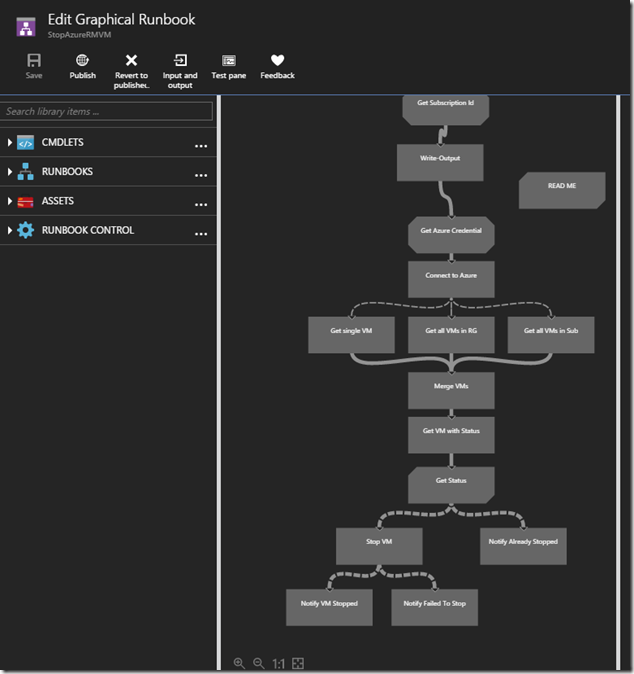 Edit Graphical Runbook
StopAzureRMVM
Save
Publish
Revert to
publishe..
Input and
output
Test pane
Feedback
Search library items ...
CMDLETS
...
RUNBOOKS
...
ASSETS
...
RUNBOOK CONTROL
...
Get Subscription Id
Write-Output
READ ME
Get Azure Credential
Connect to Azure
Get single VM
Get all VMs in RG
Get all VMs in Sub
Merge VMs
Get VM with Status
Get Status
Stop VM
Notify Already Stopped
Notify VM Stopped
Notify Failed To Stop
1:1